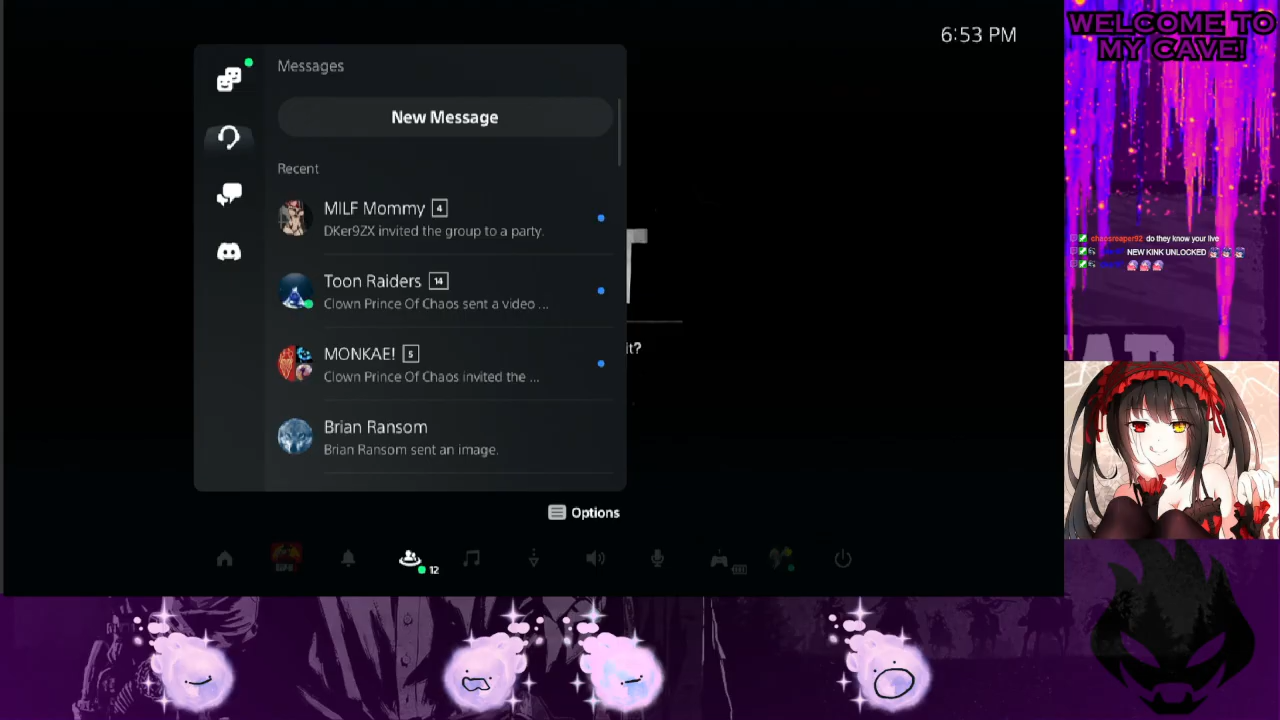 6:53 PM
WELCOME TO
MY CAVE!
Messages
New Message
Recent
MILF Mommy 4
DKer9ZX invited the group to a party.
Toon Raiders 14
Clown Prince Of Chaos sent a video ...
MONKAE! 5
Clown Prince Of Chaos invited the ...
Brian Ransom
Brian Ransom sent an image.
it?
chaosreaper92 do they know your live
NEW KINK UNLOCKED
Options
12